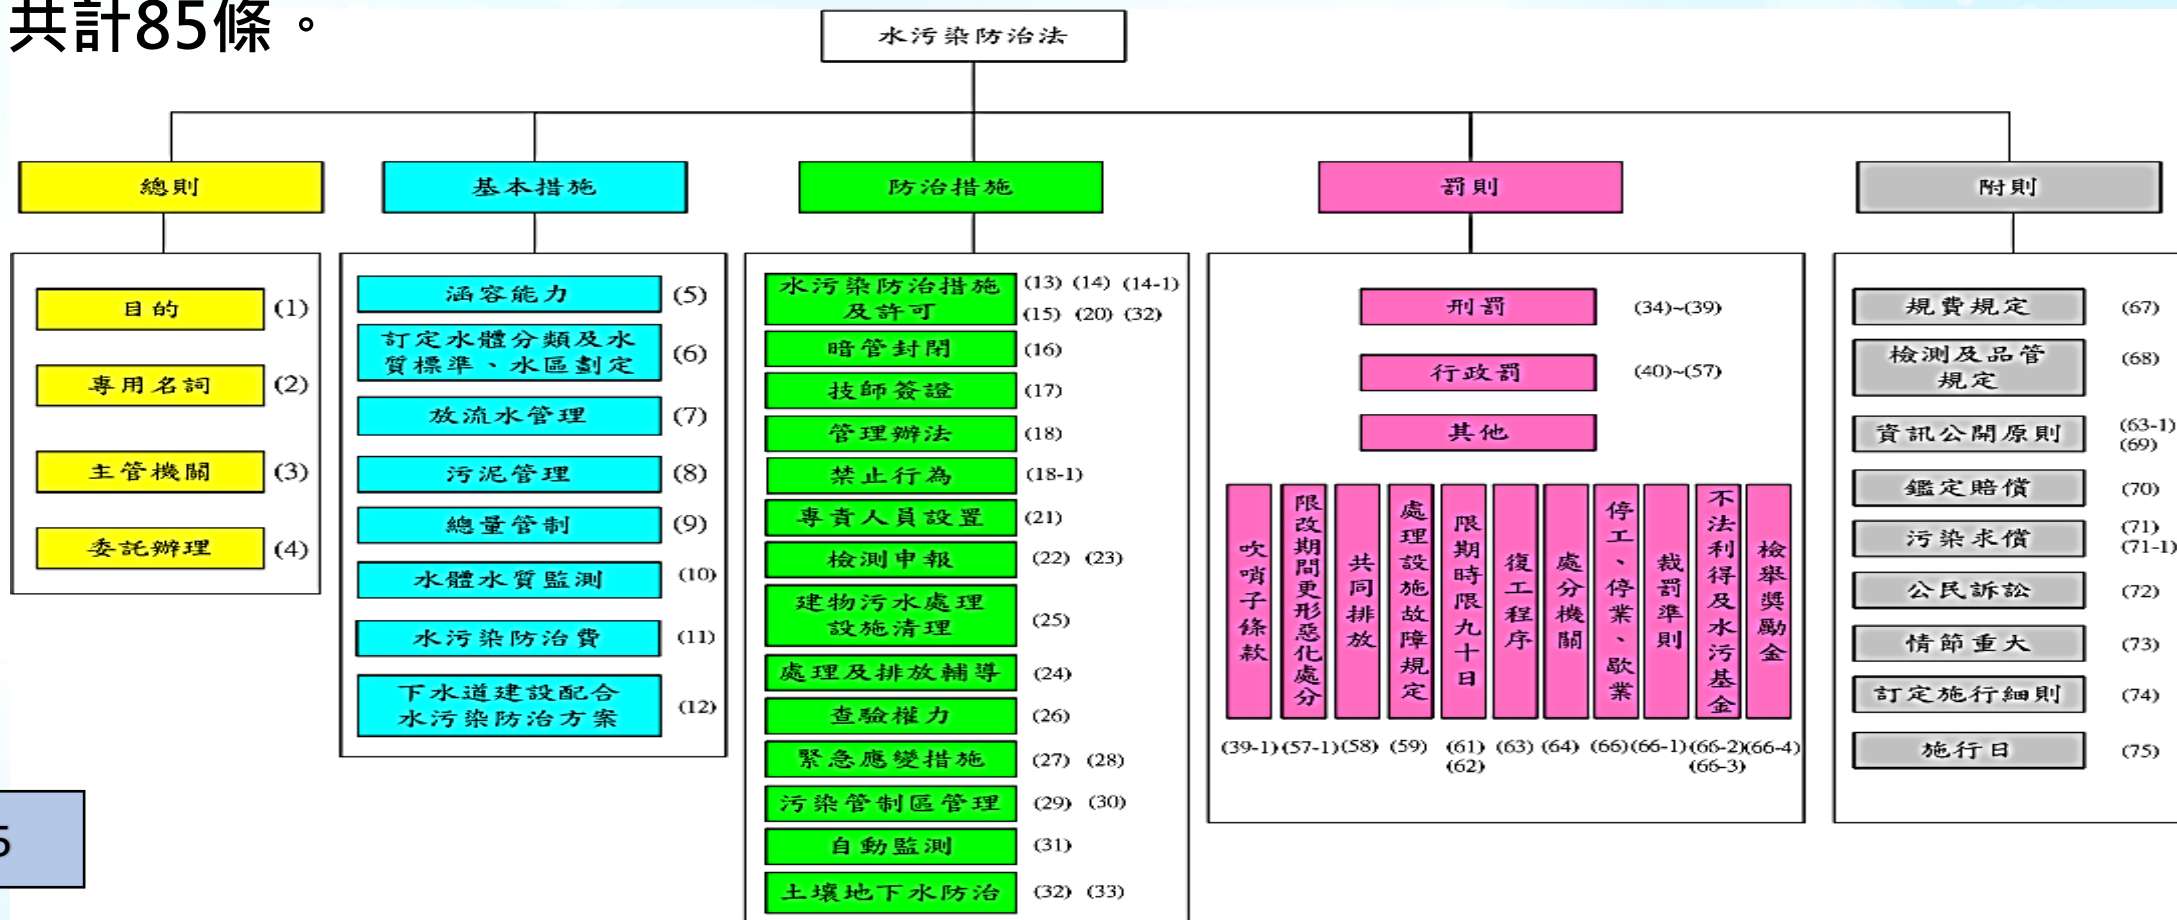 共計85條。
水污染防治法
總則
基本措施
防治措施
罰則
附則
目的 (1)
專用名詞 (2)
主管機關 (3)
委託辦理 (4)
涵容能力 (5)
訂定水體分類及水
質標準、水區劃定 (6)
放流水管理 (7)
污泥管理 (8)
總量管制 (9)
水體水質監測 (10)
水污染防治費 (11)
下水道建設配合
水污染防治方案 (12)
水污染防治措施 (13) (14) (14-1)
及許可 (15) (20) (32)
暗管封閉 (16)
技師簽證 (17)
管理辦法 (18)
禁止行為 (18-1)
專責人員設置 (21)
檢測申報 (22) (23)
建物污水處理
設施清理 (25)
處理及排放輔導 (24)
查驗權力 (26)
緊急應變措施 (27) (28)
污染管制區管理 (29) (30)
自動監測 (31)
土壤地下水防治 (32) (33)
刑罰 (34)~(39)
行政罰 (40)~(57)
其他
吹哨子條款 (39-1)
限改期間更形惡化處分 (57-1)
共同排放 (58)
處理設施故障規定 (59)
限期時限九十日 (61)
(62)
復工程序 (63)
處分機關 (64)
停工、停業、歇業 (66)
裁罰準則 (66-1)
不法利得及水污基金 (66-2)
(66-3)
檢舉獎勵金 (66-4)
規費規定 (67)
檢測及品管
規定 (68)
資訊公開原則 (63-1)
(69)
鑑定賠償 (70)
污染求償 (71)
(71-1)
公民訴訟 (72)
情節重大 (73)
訂定施行細則 (74)
施行日 (75)
5